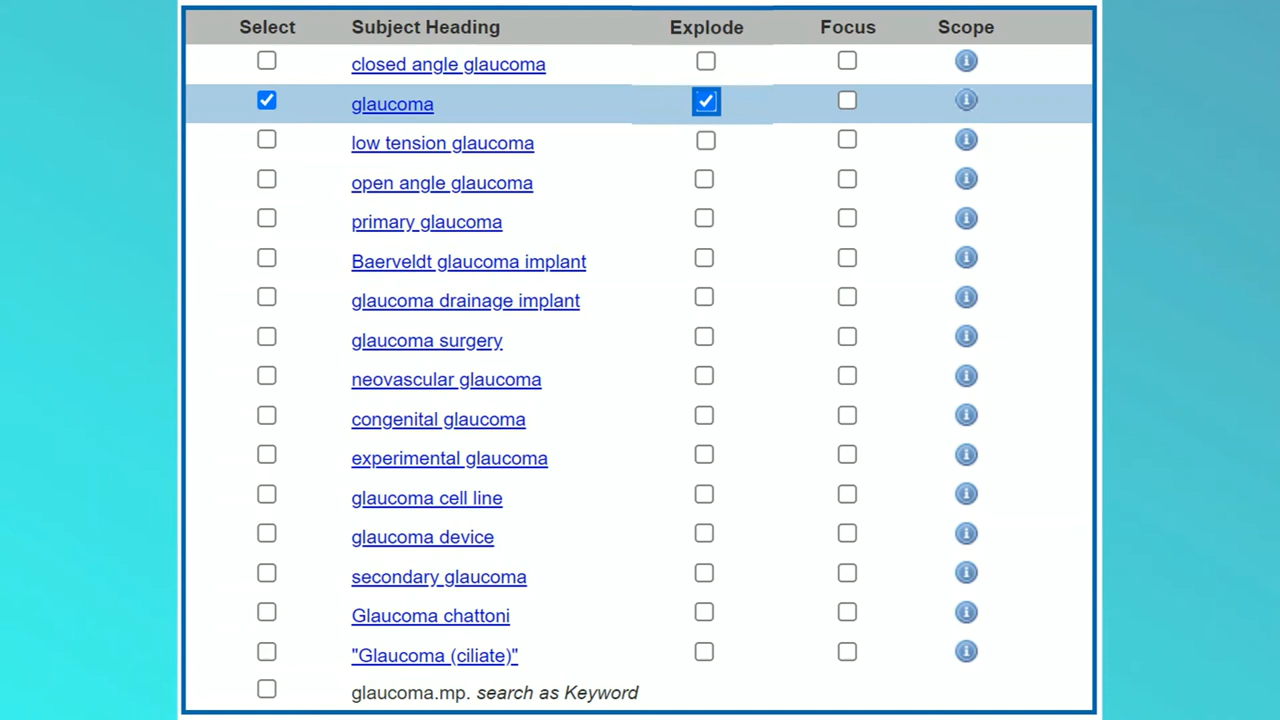 Select Subject Heading Explode Focus Scope
closed angle glaucoma
glaucoma
low tension glaucoma
open angle glaucoma
primary glaucoma
Baerveldt glaucoma implant
glaucoma drainage implant
glaucoma surgery
neovascular glaucoma
congenital glaucoma
experimental glaucoma
glaucoma cell line
glaucoma device
secondary glaucoma
Glaucoma chattoni
"Glaucoma (ciliate)"
glaucoma.mp. search as Keyword